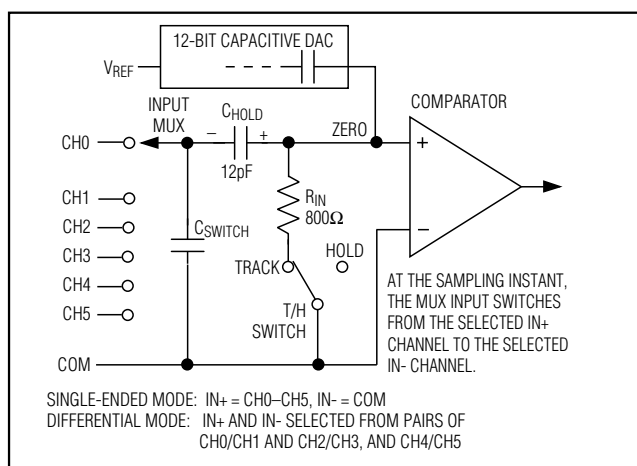 12-BIT CAPACITIVE DAC
VREF
INPUT
MUX
CHOLD
COMPARATOR
– +
ZERO
CH0
+
12pF
CH1
RIN
800Ω
CH2
CSWITCH
–
CH3
TRACK
HOLD
CH4
CH5
T/H
SWITCH
AT THE SAMPLING INSTANT,
THE MUX INPUT SWITCHES
FROM THE SELECTED IN+
CHANNEL TO THE SELECTED
IN- CHANNEL.
COM
SINGLE-ENDED MODE: IN+ = CH0–CH5, IN- = COM
DIFFERENTIAL MODE: IN+ AND IN- SELECTED FROM PAIRS OF
CH0/CH1 AND CH2/CH3, AND CH4/CH5